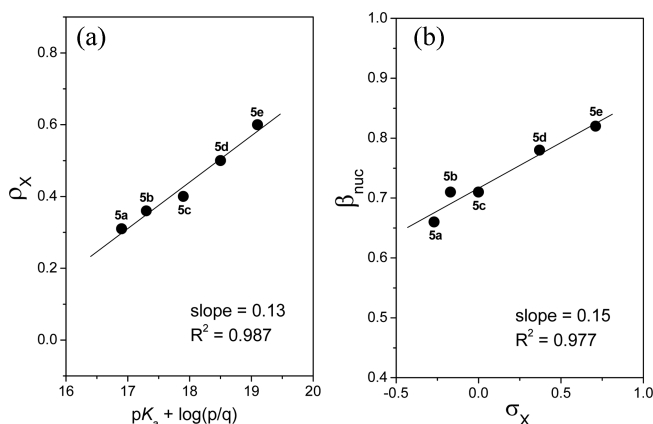 (a)
ρX
0.8
0.6
0.4
0.2
0.0
5a
5b
5c
5d
5e
slope = 0.13
R2 = 0.987
16 17 18 19 20
pKa + log(p/q)
(b)
βnuc
1.0
0.9
0.8
0.7
0.6
0.5
0.4
5a
5b
5c
5d
5e
slope = 0.15
R2 = 0.977
-0.5 0.0 0.5 1.0
σX